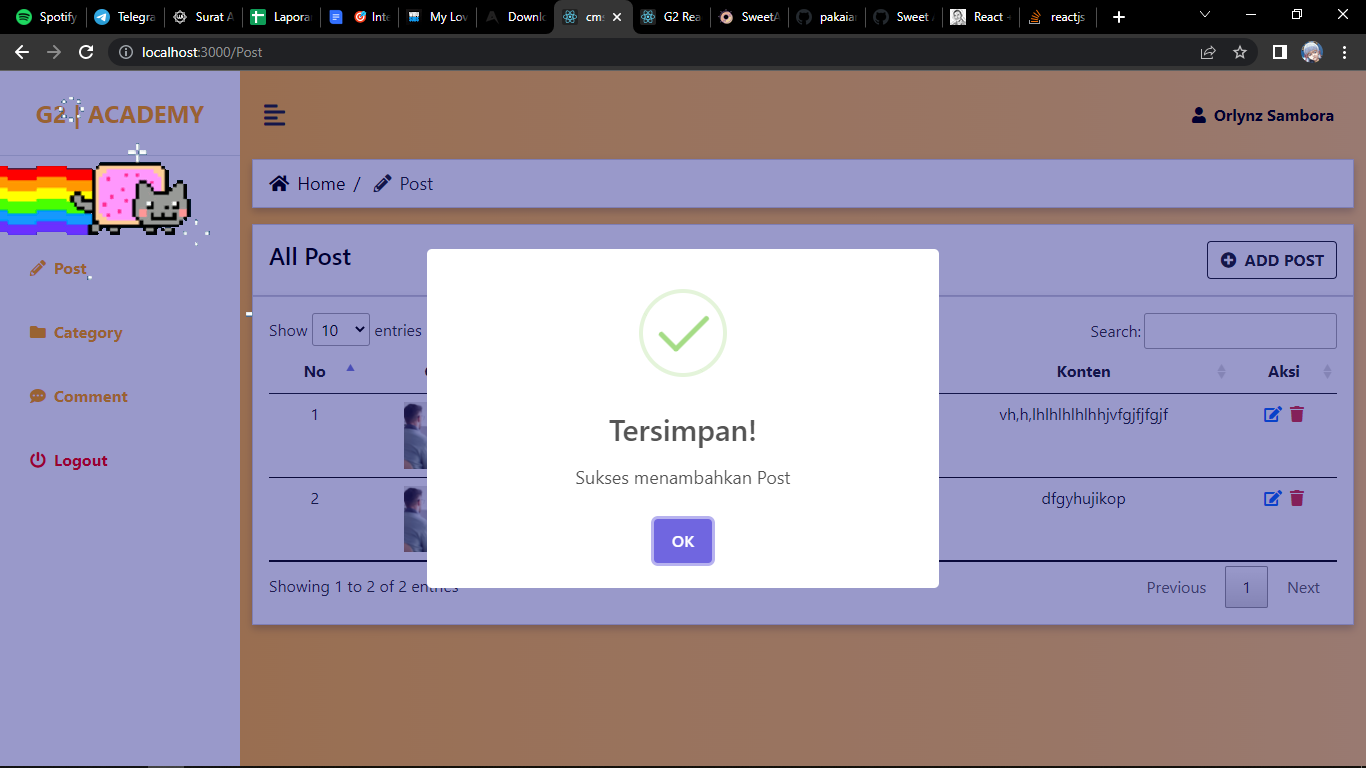 Spotify
Telegra
Surat A
Lapora
Inte
My Lov
Downlo
cms
G2 Rea
SweetA
pakaian
Sweet
React
reactjs
localhost:3000/Post
G2 | ACADEMY
Orlynz Sambora
Home / Post
Post
Category
Comment
Logout
All Post
ADD POST
Show 10 entries
Search:
No
Konten
Aksi
1
vh,h,lhlhlhlhlhhjvfgjfjfgjf
2
dfgyhujikop
Showing 1 to 2 of 2 entries
Previous 1 Next
Tersimpan!
Sukses menambahkan Post
OK